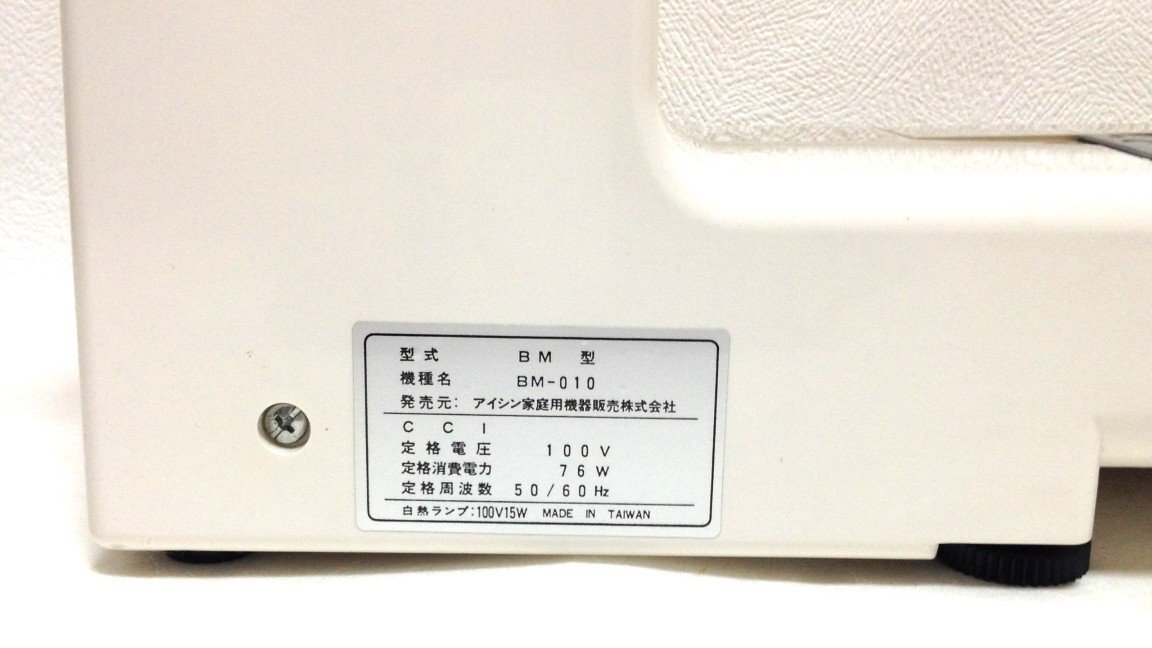 型式 BM 型
機種名 BM-010
発売元: アイシン家庭用機器販売株式会社
C C I
定格電圧 100V
定格消費電力 76W
定格周波数 50/60Hz
白熱ランプ:100V15W MADE IN TAIWAN